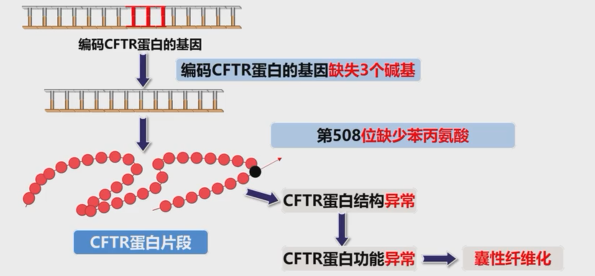 编码CFTR蛋白的基因
编码CFTR蛋白的基因缺失3个碱基
第508位缺少苯丙氨酸
CFTR蛋白结构异常
CFTR蛋白片段
CFTR蛋白功能异常
囊性纤维化